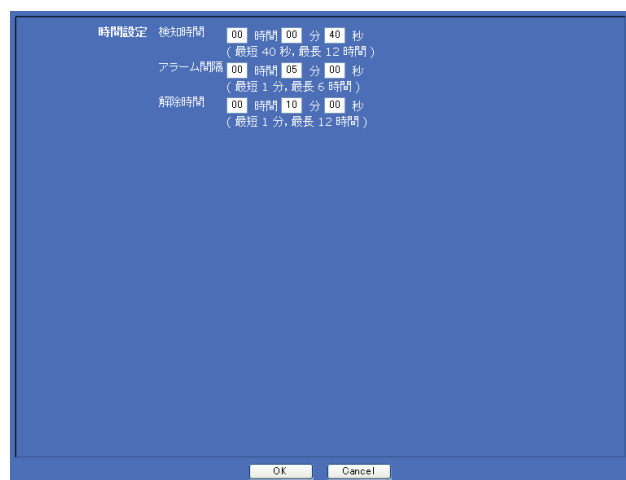 時間設定 検知時間 00 時間 00 分 40 秒
( 最短 40 秒, 最長 12 時間 )
アラーム間隔 00 時間 05 分 00 秒
( 最短 1 分, 最長 6 時間 )
解除時間 00 時間 10 分 00 秒
( 最短 1 分, 最長 12 時間 )
OK Cancel